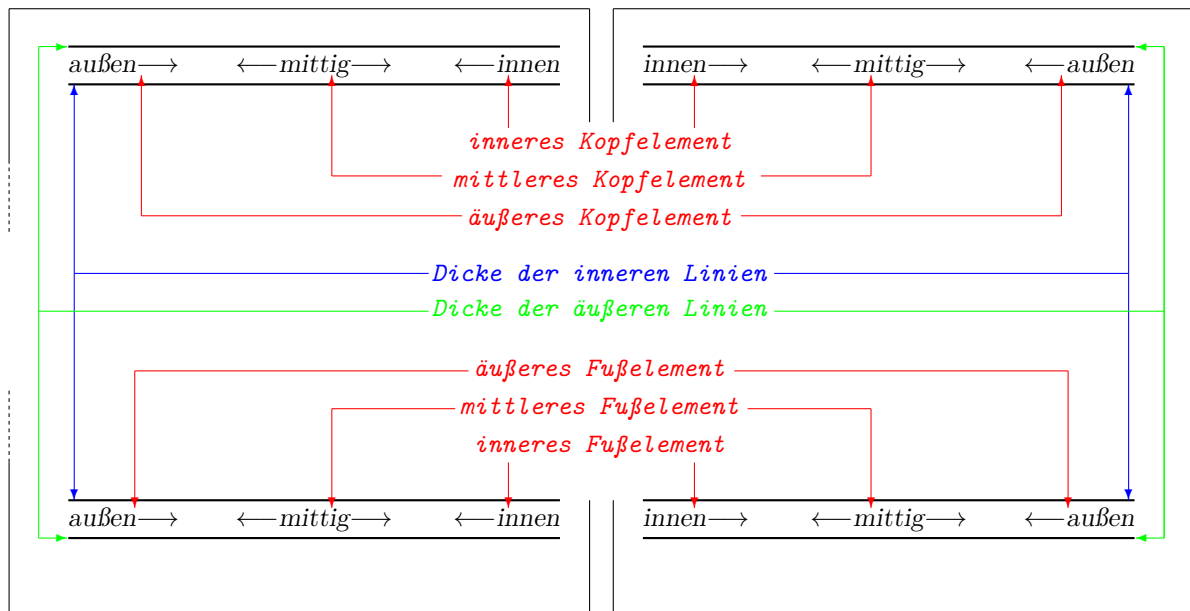 außen→ ←mittig→ ←innen innen→ ←mittig→ ←außen
inneres Kopfelement
mittleres Kopfelement
äußeres Kopfelement
Dicke der inneren Linien
Dicke der äußeren Linien
äußeres Fußelement
mittleres Fußelement
inneres Fußelement
außen→ ←mittig→ ←innen innen→ ←mittig→ ←außen